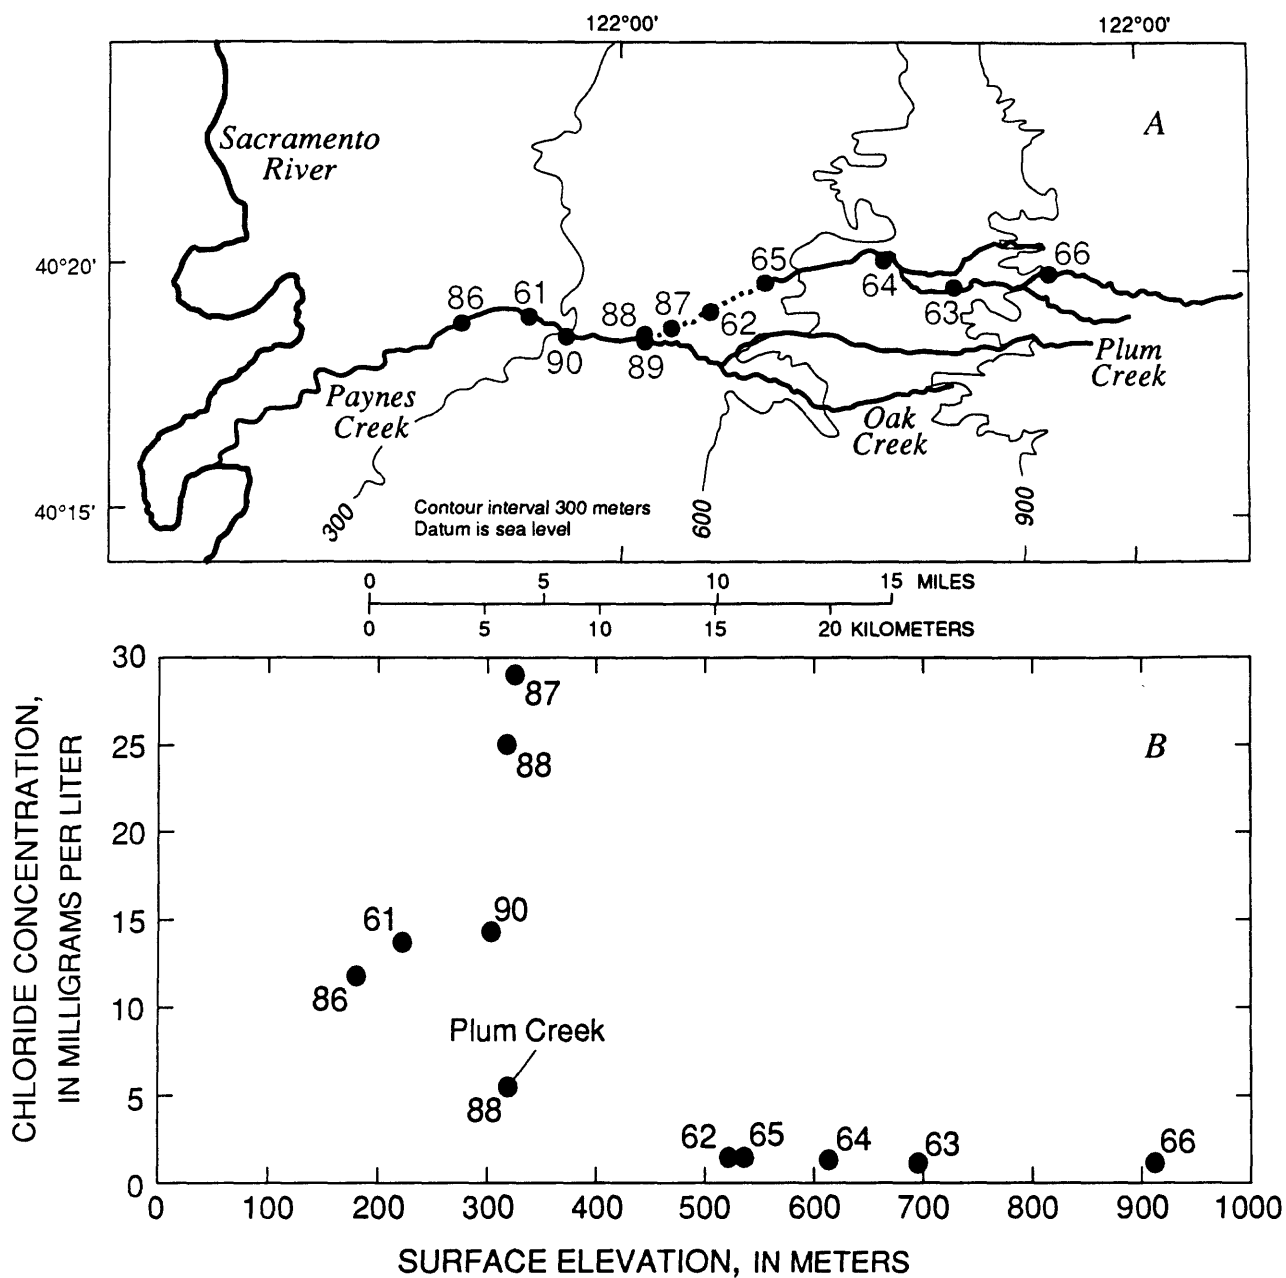 122°00' 122°00'
A
Sacramento
River
40°20'
86 61 88 87 62 65 64 63 66
90 89
Plum
Creek
Paynes
Creek
Oak
Creek
40°15'
300
Contour interval 300 meters
Datum is sea level
600
900
0 5 10 15 MILES
0 5 10 15 20 KILOMETERS
30
25
20
15
10
5
0
CHLORIDE CONCENTRATION,
IN MILLIGRAMS PER LITER
B
87
88
90
61
86
Plum Creek
88
62 65 64 63 66
0 100 200 300 400 500 600 700 800 900 1000
SURFACE ELEVATION, IN METERS